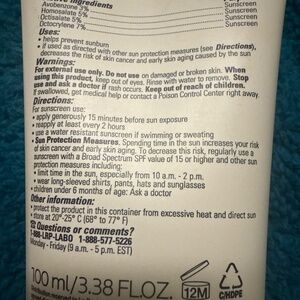 Avobenzone 3%
Homosalate 5%
Octisalate 5%
Octocrylene 7%
Sunscreen
Sunscreen
Sunscreen
Sunscreen
Uses:
• helps prevent sunburn
• if used as directed with other sun protection measures (see Directions),
decreases the risk of skin cancer and early skin aging caused by the sun
Warnings:
For external use only. Do not use on damaged or broken skin. When
using this product, keep out of eyes. Rinse with water to remove. Stop
use and ask a doctor if rash occurs. Keep out of reach of children.
If swallowed, get medical help or contact a Poison Control Center right away.
Directions:
For sunscreen use:
• apply generously 15 minutes before sun exposure
• reapply at least every 2 hours
• use a water resistant sunscreen if swimming or sweating
• Sun Protection Measures. Spending time in the sun increases your risk
of skin cancer and early skin aging. To decrease this risk, regularly use a
sunscreen with a Broad Spectrum SPF value of 15 or higher and other sun
protection measures including:
• limit time in the sun, especially from 10 a.m. - 2 p.m.
• wear long-sleeved shirts, pants, hats and sunglasses
• children under 6 months of age: Ask a doctor
Other information:
• protect the product in this container from excessive heat and direct sun
• store at 20°-25° C (68° to 77° F)
Questions or comments?
1-888-LRP-LABO 1-888-577-5226
Monday - Friday (9 a.m. - 5 p.m. EST)
100 ml/3.38 FL.OZ.
12M
C/HDPE